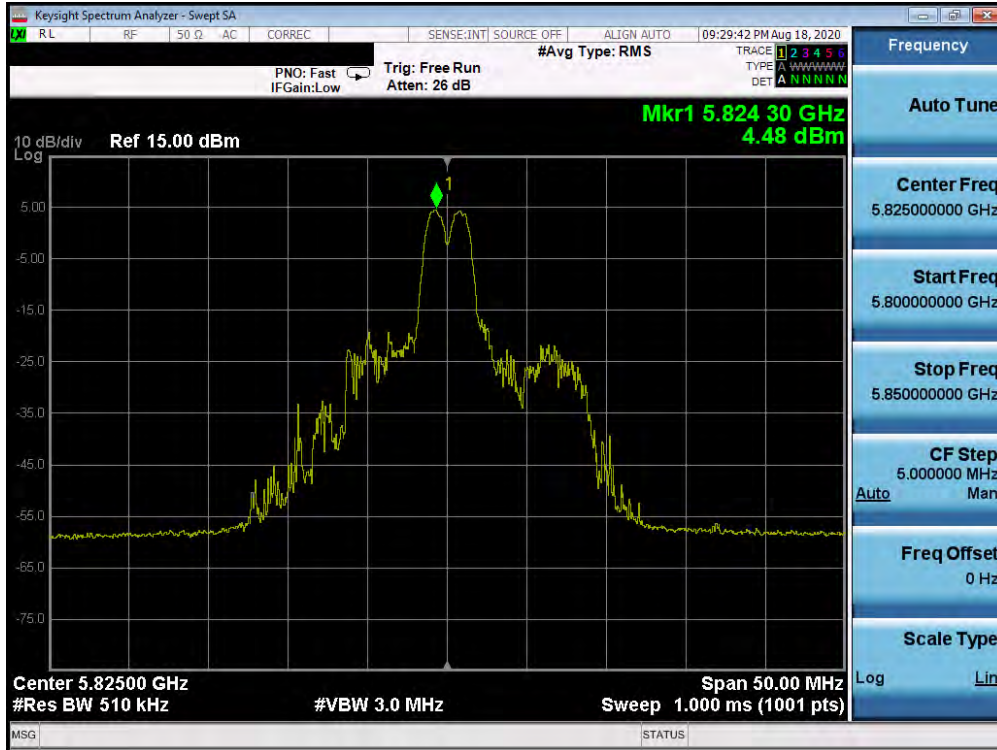 Keysight Spectrum Analyzer - Swept SA
LXI RL RF 50 Ω AC CORREC SENSE:INT SOURCE OFF ALIGN AUTO 09:29:42 PM Aug 18, 2020
#Avg Type: RMS
TRACE 1 2 3 4 5 6
TYPE A WWWWW
DET A N N N N N
PNO: Fast Trig: Free Run
IFGain:Low Atten: 26 dB
Mkr1 5.824 30 GHz
4.48 dBm
10 dB/div Ref 15.00 dBm
Log
1
5.00
-5.00
-15.0
-25.0
-35.0
-45.0
-55.0
-65.0
-75.0
Center 5.82500 GHz Span 50.00 MHz
#Res BW 510 kHz #VBW 3.0 MHz Sweep 1.000 ms (1001 pts)
MSG STATUS
Frequency
Auto Tune
Center Freq
5.825000000 GHz
Start Freq
5.800000000 GHz
Stop Freq
5.850000000 GHz
CF Step
5.000000 MHz
Auto Man
Freq Offset
0 Hz
Scale Type
Log Lin